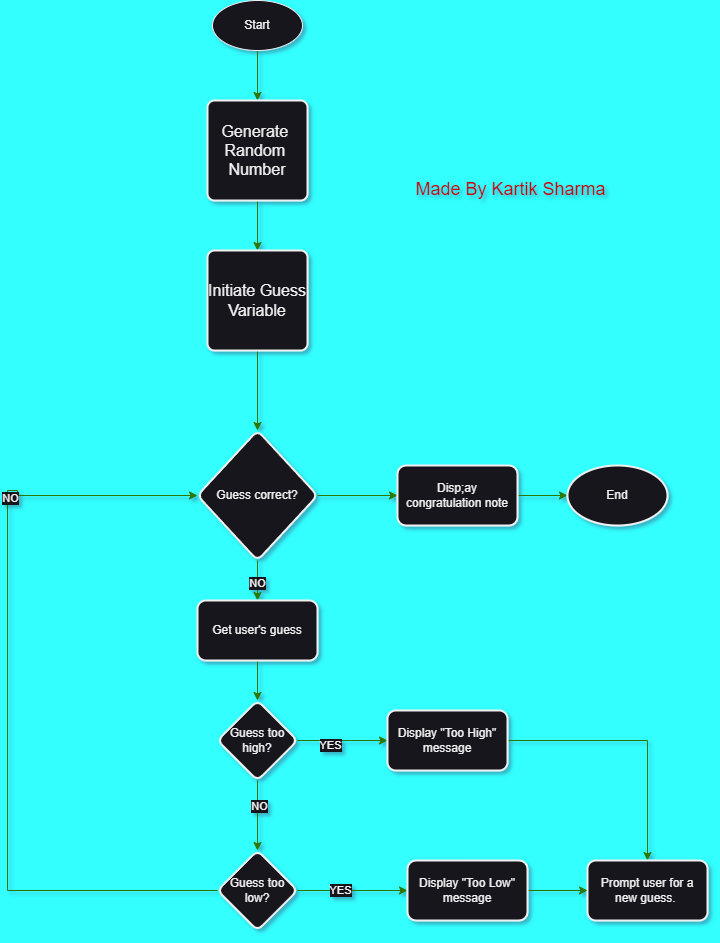 Start
Generate
Random
Number
Made By Kartik Sharma
Initiate Guess
Variable
NO
Guess correct?
Disp;ay
congratulation note
End
NO
Get user's guess
Guess too
high?
YES
Display "Too High"
message
NO
Guess too
low?
YES
Display "Too Low"
message
Prompt user for a
new guess.